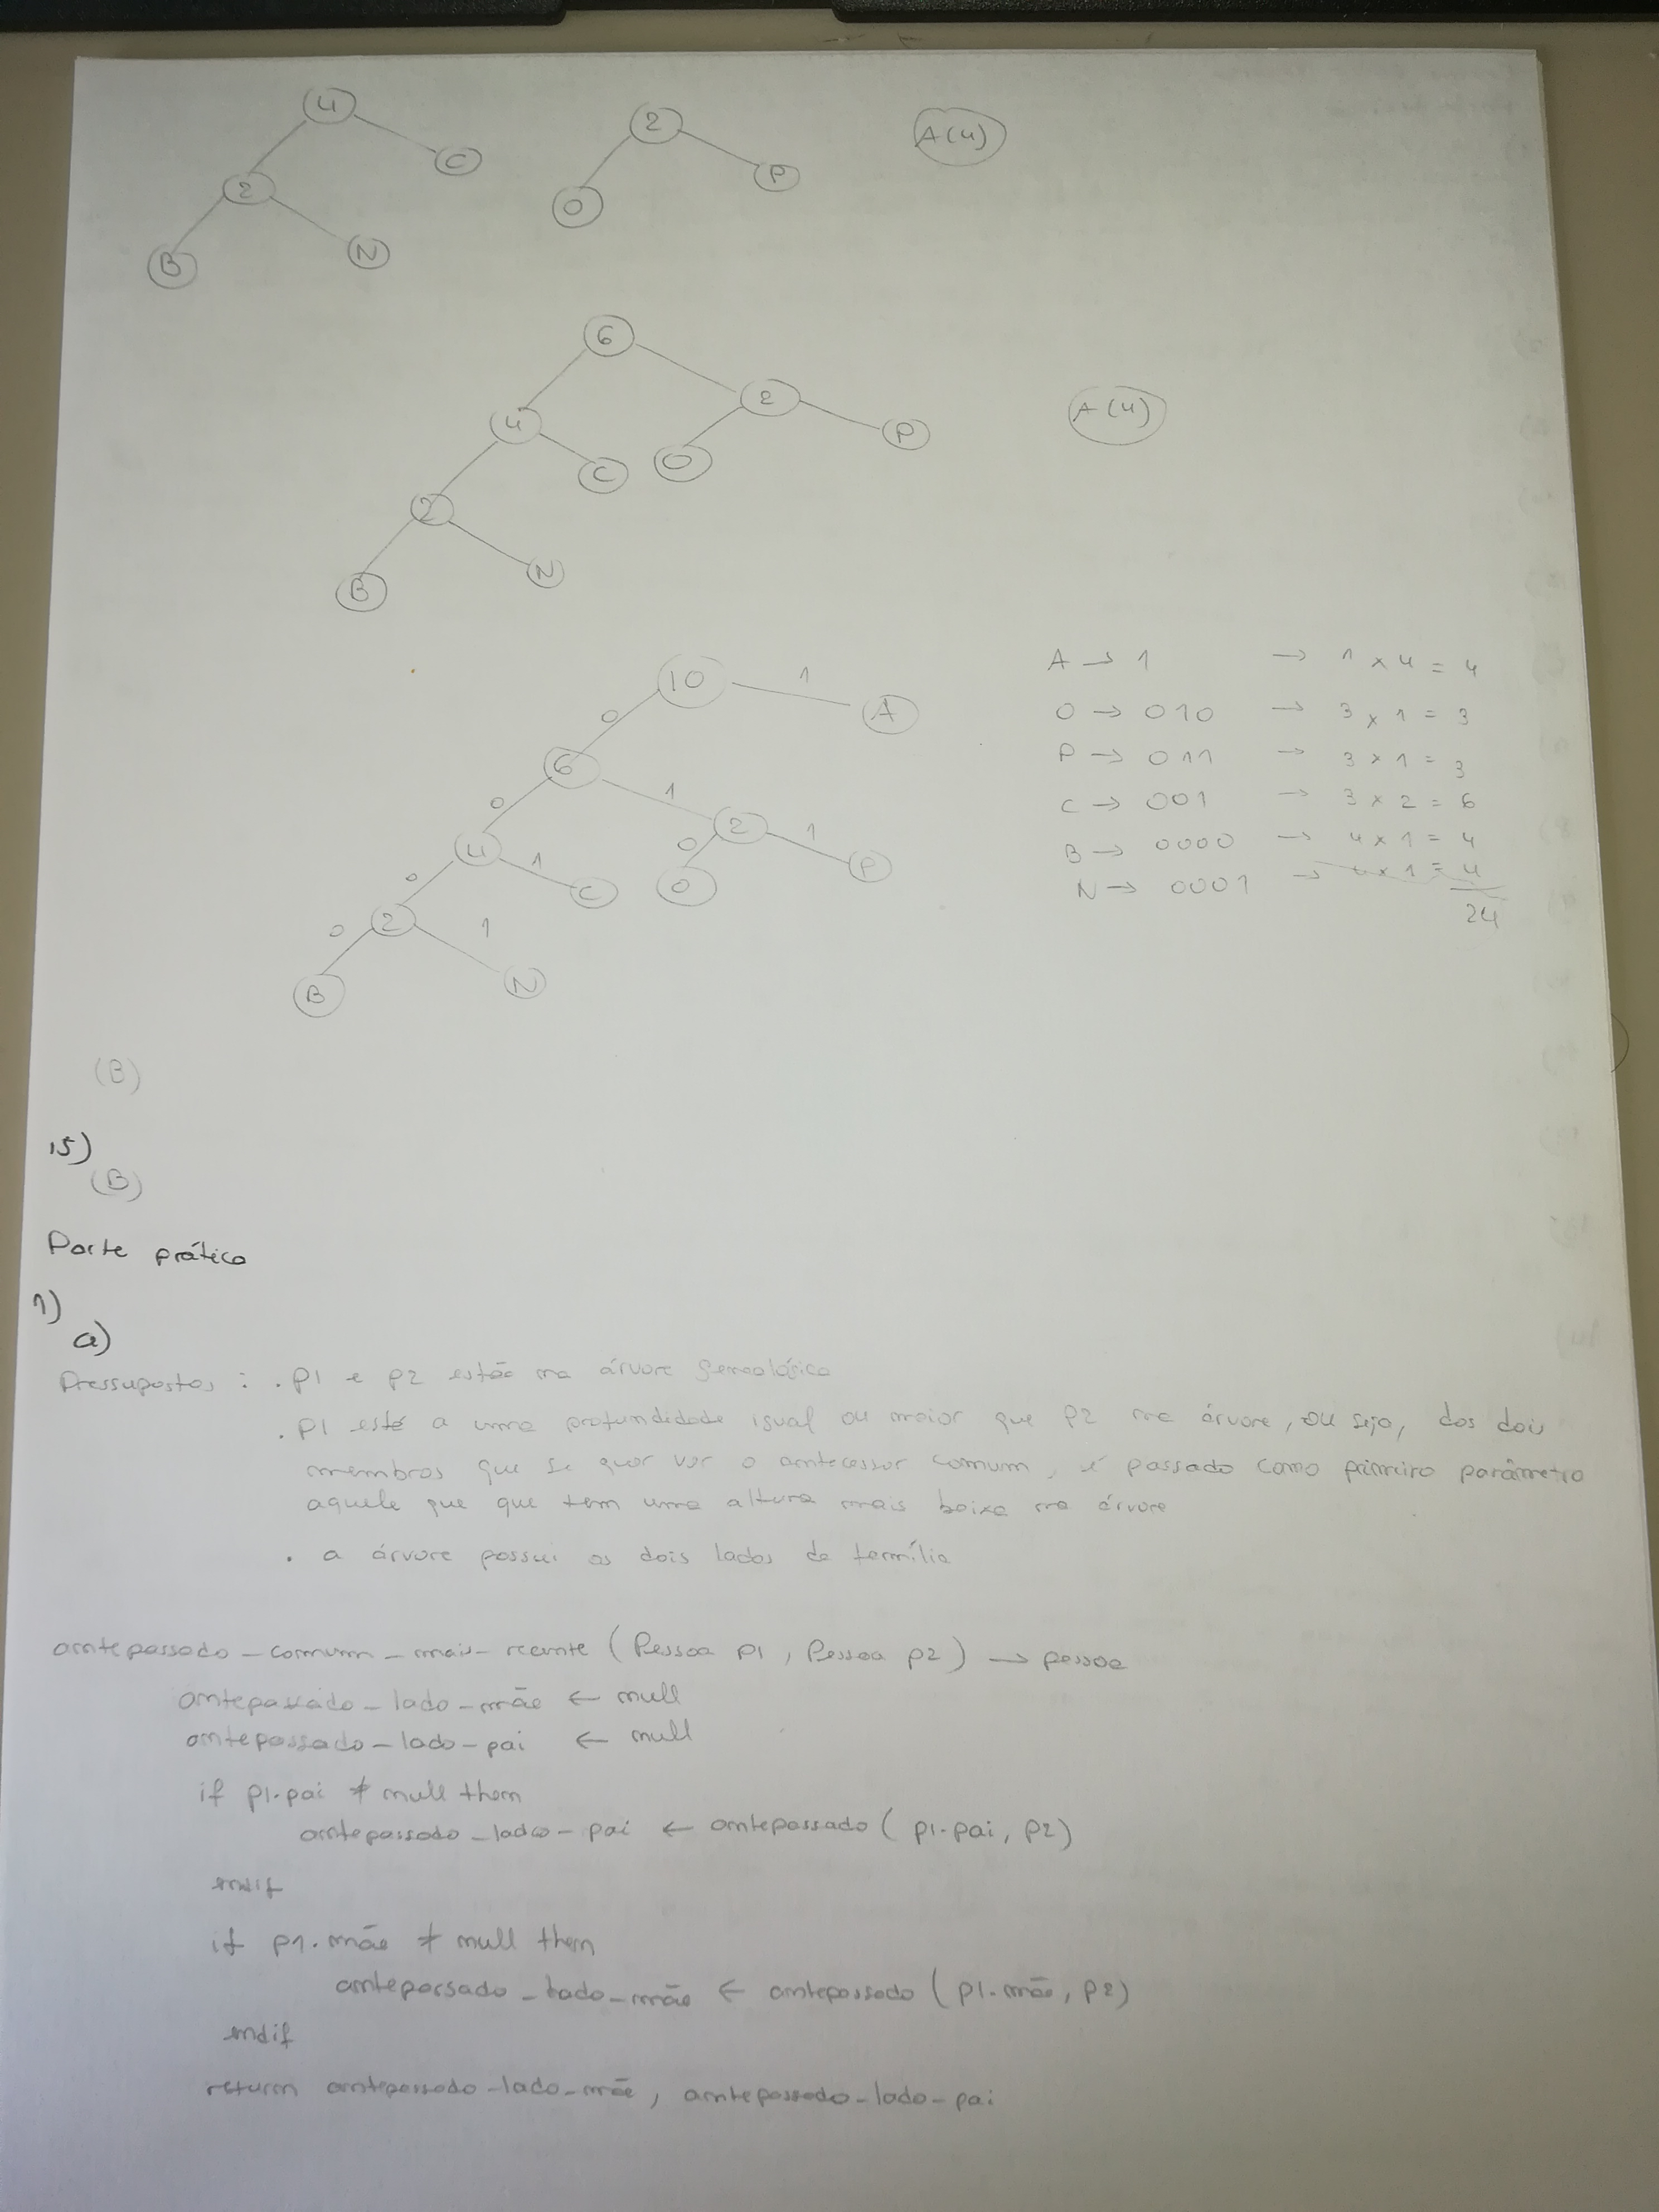 4
C
2
B
N
2
O
P
A(4)
6
4
2
P
C
O
2
B
N
A(4)
10
1
A
0
6
0
1
4
2
1
P
0
1
C
0
O
0
2
1
0
B
N
A → 1 → 1 x 4 = 4
O → 010 → 3 x 1 = 3
P → 011 → 3 x 1 = 3
C → 001 → 3 x 2 = 6
B → 0000 → 4 x 1 = 4
N → 0001 → 4 x 1 = 4
24
(B)
15)
(B)
Parte prática
1)
a)
Pressupostos : . p1 e p2 estão na árvore genealógica
. p1 está a uma profundidade igual ou maior que p2 na árvore, ou seja, dos dois
membros que se quer ver o antecessor comum, é passado como primeiro parâmetro
aquele que que tem uma altura mais baixa na árvore
. a árvore possui os dois lados da família
antepassado_comum_mais_recente (Pessoa p1, Pessoa p2) → pessoa
antepassado_lado_mãe ← null
antepassado_lado_pai ← null
if p1.pai ≠ null then
antepassado_lado_pai ← antepassado (p1.pai, p2)
endif
if p1.mãe ≠ null then
antepassado_lado_mãe ← antepassado (p1.mãe, p2)
endif
return antepassado_lado_mãe, antepassado_lado_pai